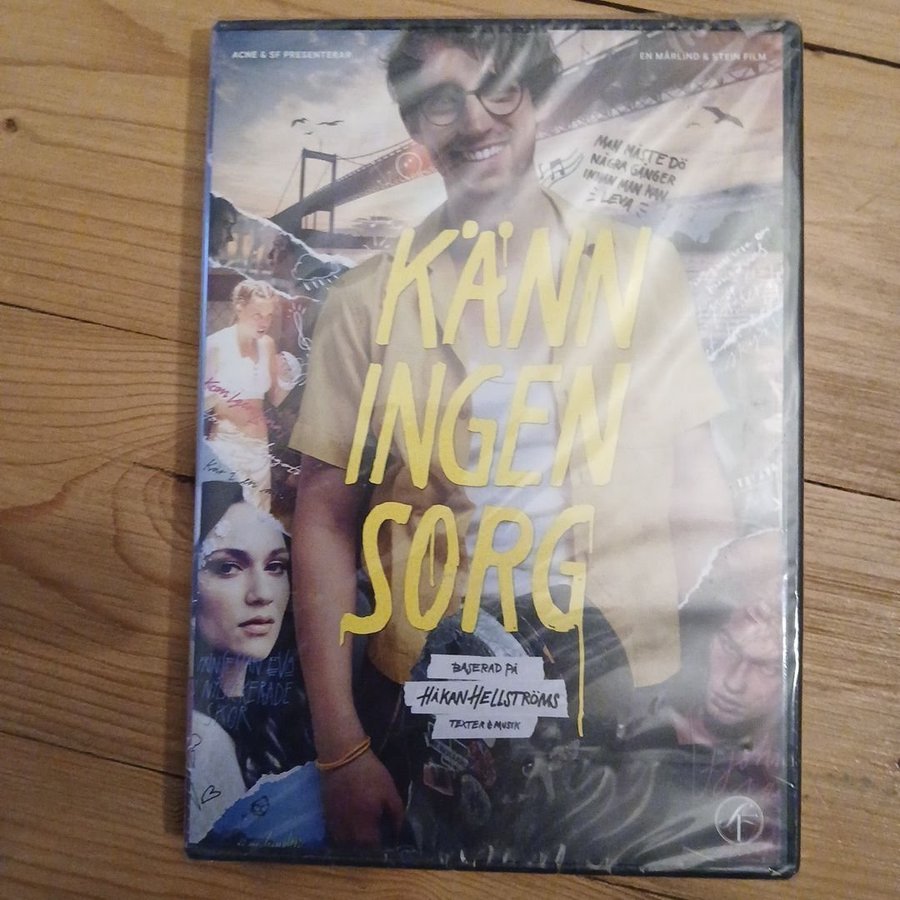 ACNE & SF PRESENTERAR
EN MÅRLIND & STEIN FILM
MAN MÅSTE DÖ
NÅGRA GÅNGER
INNAN MAN KAN
LEVA
KÄNN
INGEN
SORG
BASERAD PÅ
HÅKAN HELLSTRÖMS
TEXTER & MUSIK
SF